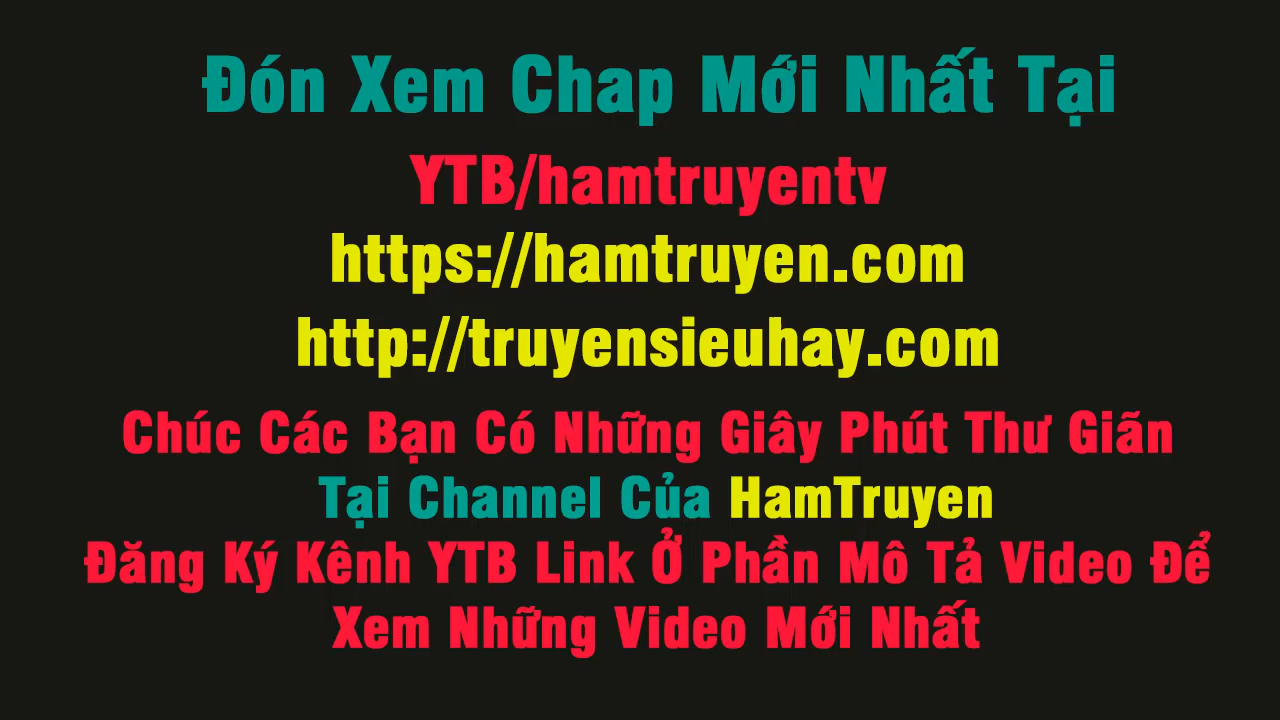 Đón Xem Chap Mới Nhất Tại
YTB/hamtruyentv
https://hamtruyen.com
http://truyensieuhay.com
Chúc Các Bạn Có Những Giây Phút Thư Giãn
Tại Channel Của HamTruyen
Đăng Ký Kênh YTB Link Ở Phần Mô Tả Video Để
Xem Những Video Mới Nhất